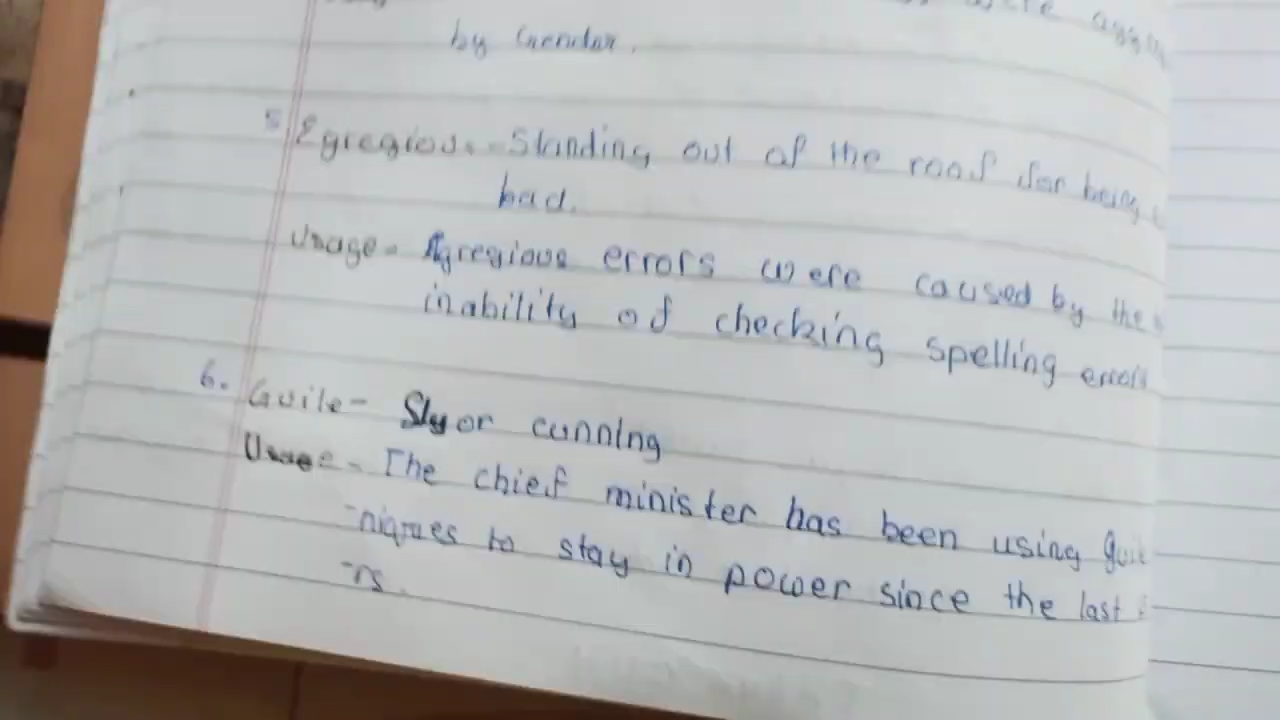 by Gender.
5 Egregious - Standing out of the roof for being
bad.
Usage - Egregious errors were caused by the
inability of checking spelling errors
6. Guile - Sly or cunning
Usage - The chief minister has been using
-niques to stay in power since the last
-rs.